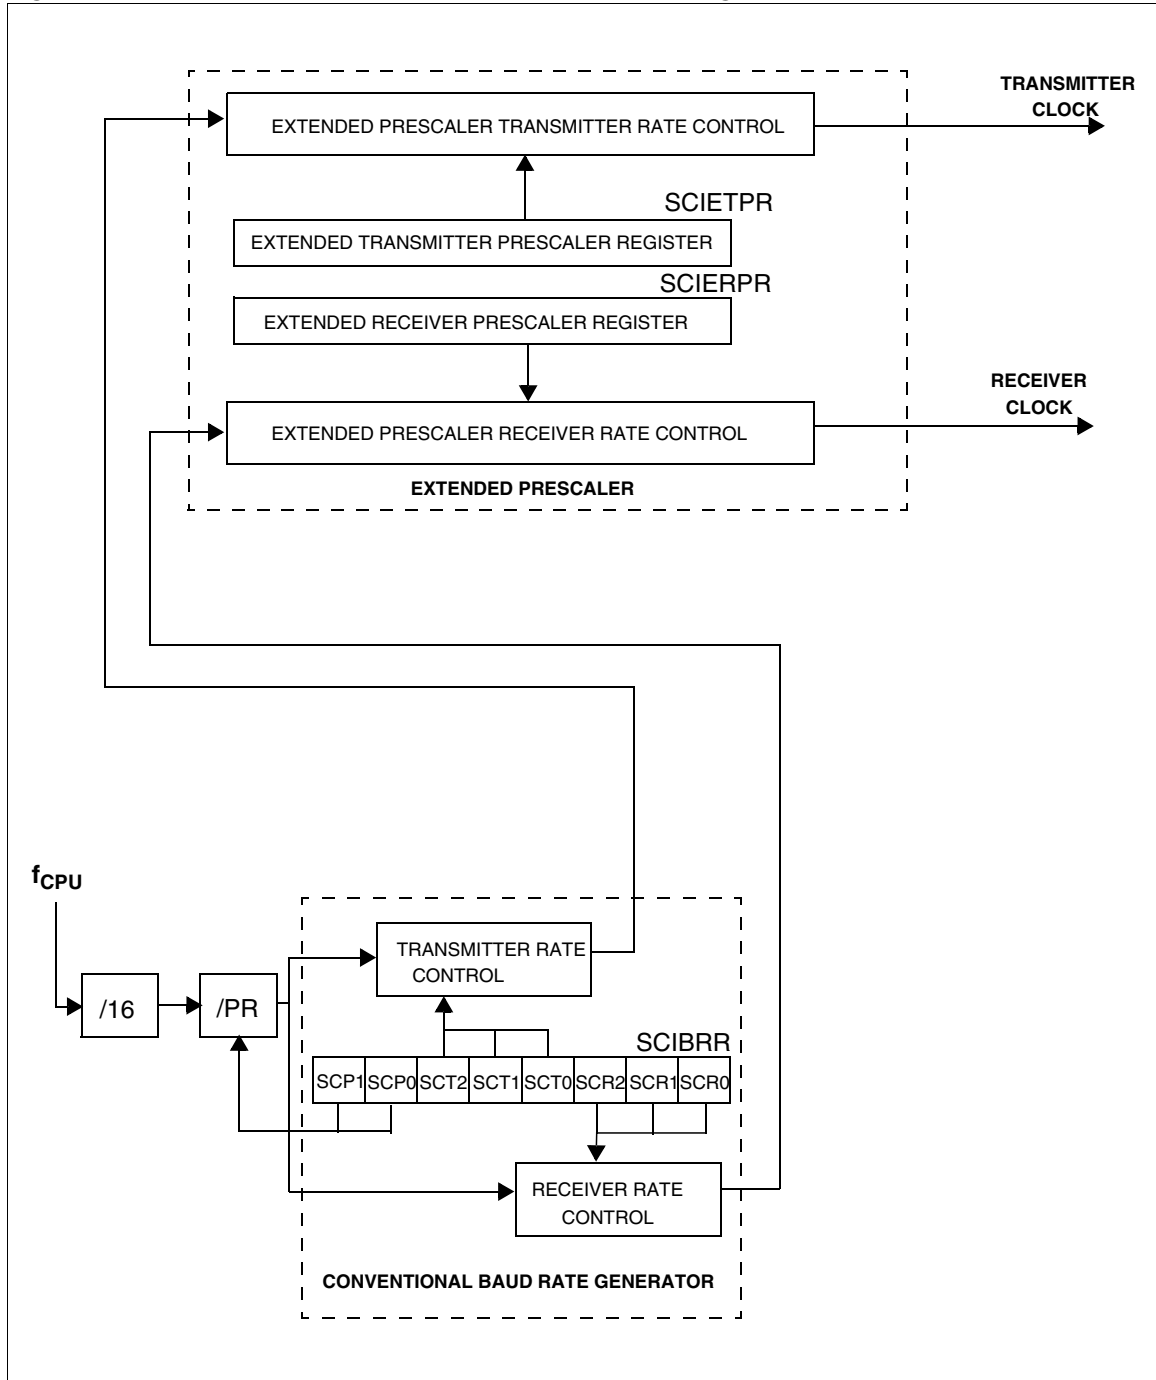 TRANSMITTER
CLOCK
EXTENDED PRESCALER TRANSMITTER RATE CONTROL
SCIETPR
EXTENDED TRANSMITTER PRESCALER REGISTER
SCIERPR
EXTENDED RECEIVER PRESCALER REGISTER
RECEIVER
CLOCK
EXTENDED PRESCALER RECEIVER RATE CONTROL
EXTENDED PRESCALER
fCPU
TRANSMITTER RATE
CONTROL
/16
/PR
SCIBRR
SCP1 SCP0 SCT2 SCT1 SCT0 SCR2 SCR1 SCR0
RECEIVER RATE
CONTROL
CONVENTIONAL BAUD RATE GENERATOR